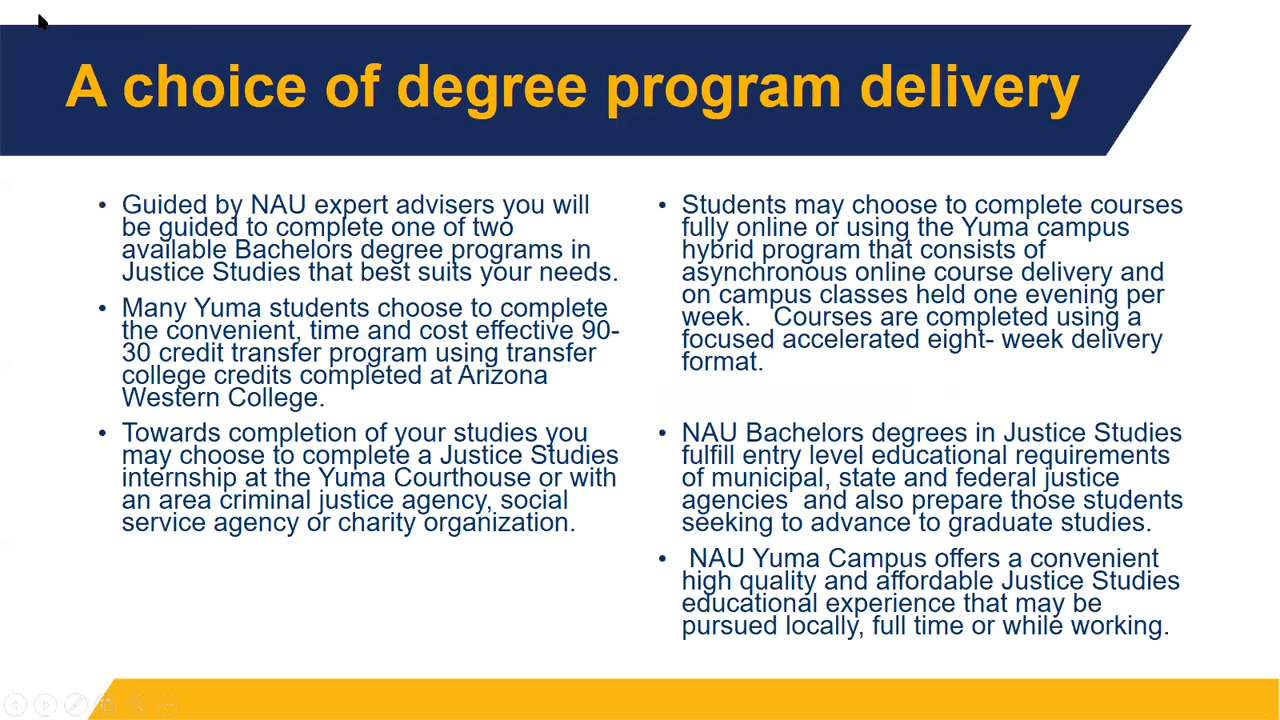 A choice of degree program delivery
• Guided by NAU expert advisers you will
be guided to complete one of two
available Bachelors degree programs in
Justice Studies that best suits your needs.
• Many Yuma students choose to complete
the convenient, time and cost effective 90-
30 credit transfer program using transfer
college credits completed at Arizona
Western College.
• Towards completion of your studies you
may choose to complete a Justice Studies
internship at the Yuma Courthouse or with
an area criminal justice agency, social
service agency or charity organization.
• Students may choose to complete courses
fully online or using the Yuma campus
hybrid program that consists of
asynchronous online course delivery and
on campus classes held one evening per
week.   Courses are completed using a
focused accelerated eight- week delivery
format.
• NAU Bachelors degrees in Justice Studies
fulfill entry level educational requirements
of municipal, state and federal justice
agencies  and also prepare those students
seeking to advance to graduate studies.
•  NAU Yuma Campus offers a convenient
high quality and affordable Justice Studies
educational experience that may be
pursued locally, full time or while working.